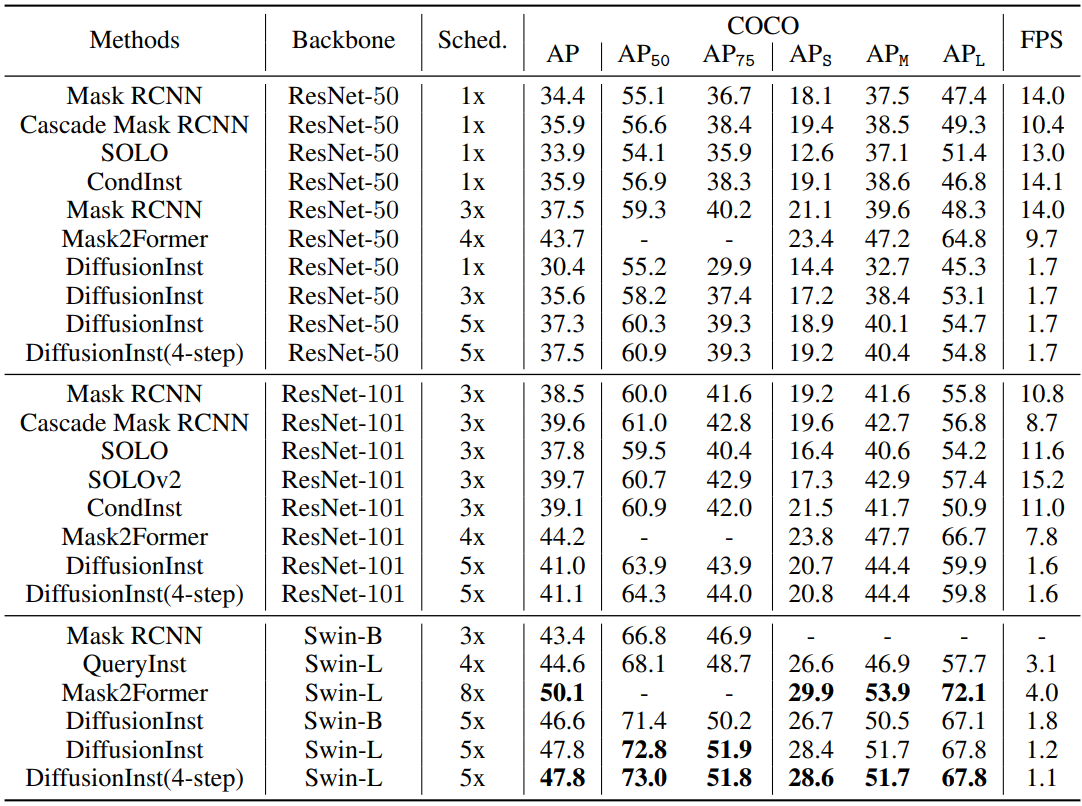 Methods Backbone Sched. COCO FPS
AP AP50 AP75 APS APM APL
Mask RCNN ResNet-50 1x 34.4 55.1 36.7 18.1 37.5 47.4 14.0
Cascade Mask RCNN ResNet-50 1x 35.9 56.6 38.4 19.4 38.5 49.3 10.4
SOLO ResNet-50 1x 33.9 54.1 35.9 12.6 37.1 51.4 13.0
CondInst ResNet-50 1x 35.9 56.9 38.3 19.1 38.6 46.8 14.1
Mask RCNN ResNet-50 3x 37.5 59.3 40.2 21.1 39.6 48.3 14.0
Mask2Former ResNet-50 4x 43.7 - - 23.4 47.2 64.8 9.7
DiffusionInst ResNet-50 1x 30.4 55.2 29.9 14.4 32.7 45.3 1.7
DiffusionInst ResNet-50 3x 35.6 58.2 37.4 17.2 38.4 53.1 1.7
DiffusionInst ResNet-50 5x 37.3 60.3 39.3 18.9 40.1 54.7 1.7
DiffusionInst(4-step) ResNet-50 5x 37.5 60.9 39.3 19.2 40.4 54.8 1.7
Mask RCNN ResNet-101 3x 38.5 60.0 41.6 19.2 41.6 55.8 10.8
Cascade Mask RCNN ResNet-101 3x 39.6 61.0 42.8 19.6 42.7 56.8 8.7
SOLO ResNet-101 3x 37.8 59.5 40.4 16.4 40.6 54.2 11.6
SOLOv2 ResNet-101 3x 39.7 60.7 42.9 17.3 42.9 57.4 15.2
CondInst ResNet-101 3x 39.1 60.9 42.0 21.5 41.7 50.9 11.0
Mask2Former ResNet-101 4x 44.2 - - 23.8 47.7 66.7 7.8
DiffusionInst ResNet-101 5x 41.0 63.9 43.9 20.7 44.4 59.9 1.6
DiffusionInst(4-step) ResNet-101 5x 41.1 64.3 44.0 20.8 44.4 59.8 1.6
Mask RCNN Swin-B 3x 43.4 66.8 46.9 - - - -
QueryInst Swin-L 4x 44.6 68.1 48.7 26.6 46.9 57.7 3.1
Mask2Former Swin-L 8x 50.1 - - 29.9 53.9 72.1 4.0
DiffusionInst Swin-B 5x 46.6 71.4 50.2 26.7 50.5 67.1 1.8
DiffusionInst Swin-L 5x 47.8 72.8 51.9 28.4 51.7 67.8 1.2
DiffusionInst(4-step) Swin-L 5x 47.8 73.0 51.8 28.6 51.7 67.8 1.1